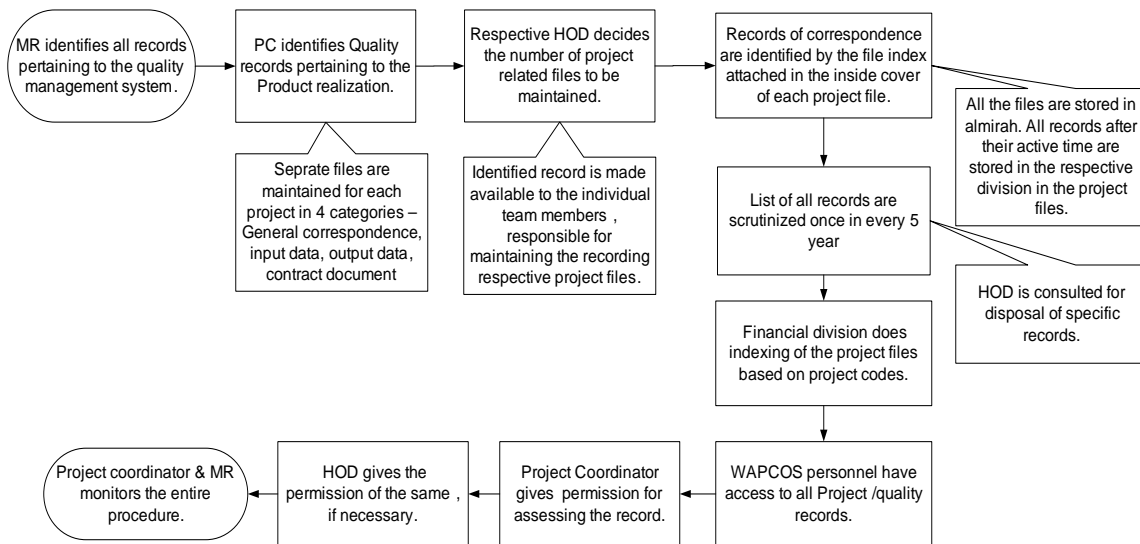 MR identifies all records
pertaining to the quality
management system.
PC identifies Quality
records pertaining to the
Product realization.
Respective HOD decides
the number of project
related files to be
maintained.
Records of correspondence
are identified by the file index
attached in the inside cover
of each project file.
Seprate files are
maintained for each
project in 4 categories –
General correspondence,
input data, output data,
contract document
Identified record is made
available to the individual
team members ,
responsible for
maintaining the recording
respective project files.
All the files are stored in
almirah. All records after
their active time are
stored in the respective
division in the project
files.
List of all records are
scrutinized once in every 5
year
HOD is consulted for
disposal of specific
records.
Financial division does
indexing of the project files
based on project codes.
WAPCOS personnel have
access to all Project /quality
records.
Project Coordinator
gives permission for
assessing the record.
HOD gives the
permission of the same ,
if necessary.
Project coordinator & MR
monitors the entire
procedure.